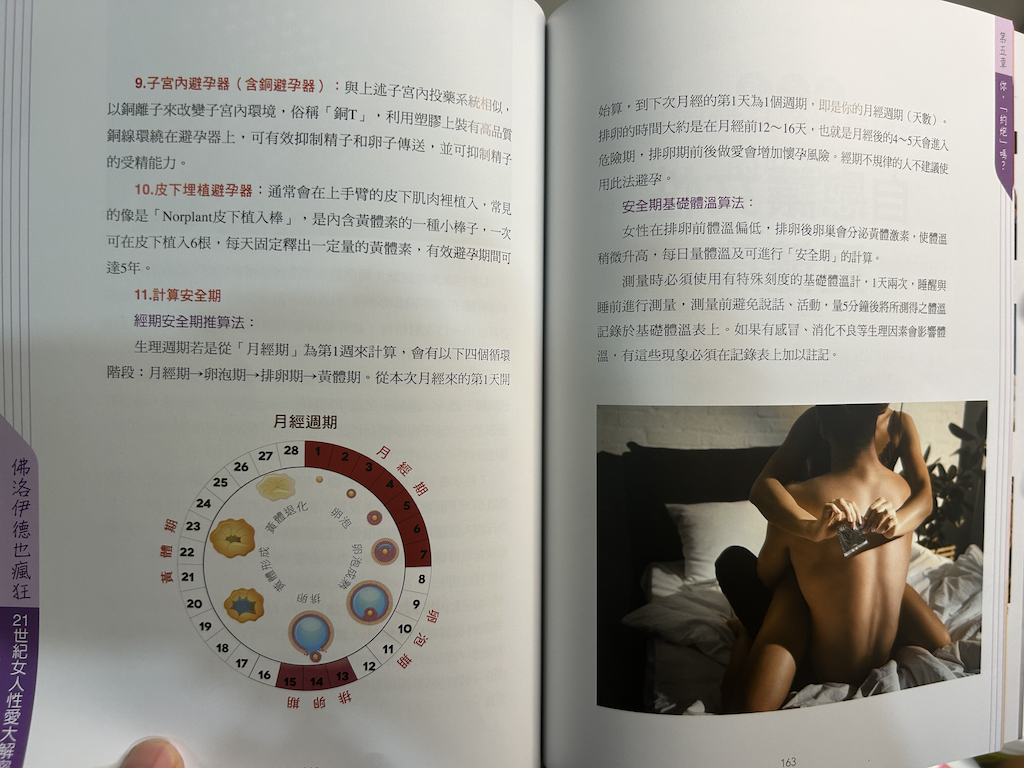 9.子宮內避孕器（含銅避孕器）：與上述子宮內投藥系統相似，
以銅離子來改變子宮內環境，俗稱「銅T」，利用塑膠上裝有高品質
銅線環繞在避孕器上，可有效抑制精子和卵子傳送，並可抑制精子
的受精能力。
10.皮下埋植避孕器：通常會在上手臂的皮下肌肉裡植入，常見
的像是「Norplant皮下植入棒」，是內含黃體素的一種小棒子，一次
可在皮下植入6根，每天固定釋出一定量的黃體素，有效避孕期間可
達5年。
11.計算安全期
經期安全期推算法：
生理週期若是從「月經期」為第1週來計算，會有以下四個循環
階段：月經期→卵泡期→排卵期→黃體期。從本次月經來的第1天開
月經週期
1
2
3
4
5
6
7
8
9
10
11
12
13
14
15
16
17
18
19
20
21
22
23
24
25
26
27
28
月經期
卵泡期
排卵期
黃體期
卵泡
卵泡成熟
排卵
黃體形成
黃體退化
佛洛伊德也瘋狂
21世紀女人性愛大解
第五章
你，「約炮」嗎？
始算，到下次月經的第1天為1個週期，即是你的月經週期（天數）。
排卵的時間大約是在月經前12～16天，也就是月經後的4～5天會進入
危險期，排卵期前後做愛會增加懷孕風險。經期不規律的人不建議使
用此法避孕。
安全期基礎體溫算法：
女性在排卵前體溫偏低，排卵後卵巢會分泌黃體激素，使體溫
稍微升高，每日量體溫及可進行「安全期」的計算。
測量時必須使用有特殊刻度的基礎體溫計，1天兩次，睡醒與
睡前進行測量，測量前避免說話、活動，量5分鐘後將所測得之體溫
記錄於基礎體溫表上。如果有感冒、消化不良等生理因素會影響體
溫，有這些現象必須在記錄表上加以註記。
163